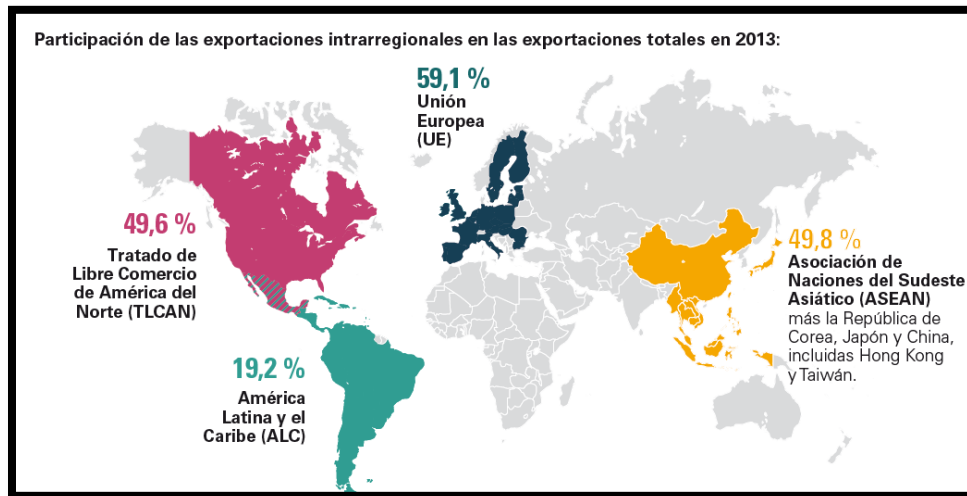 Participación de las exportaciones intrarregionales en las exportaciones totales en 2013:
59,1 %
Unión
Europea
(UE)
49,6 %
Tratado de
Libre Comercio
de América del
Norte (TLCAN)
49,8 %
Asociación de
Naciones del Sudeste
Asiático (ASEAN)
más la República de
Corea, Japón y China,
incluidas Hong Kong
y Taiwán.
19,2 %
América
Latina y el
Caribe (ALC)